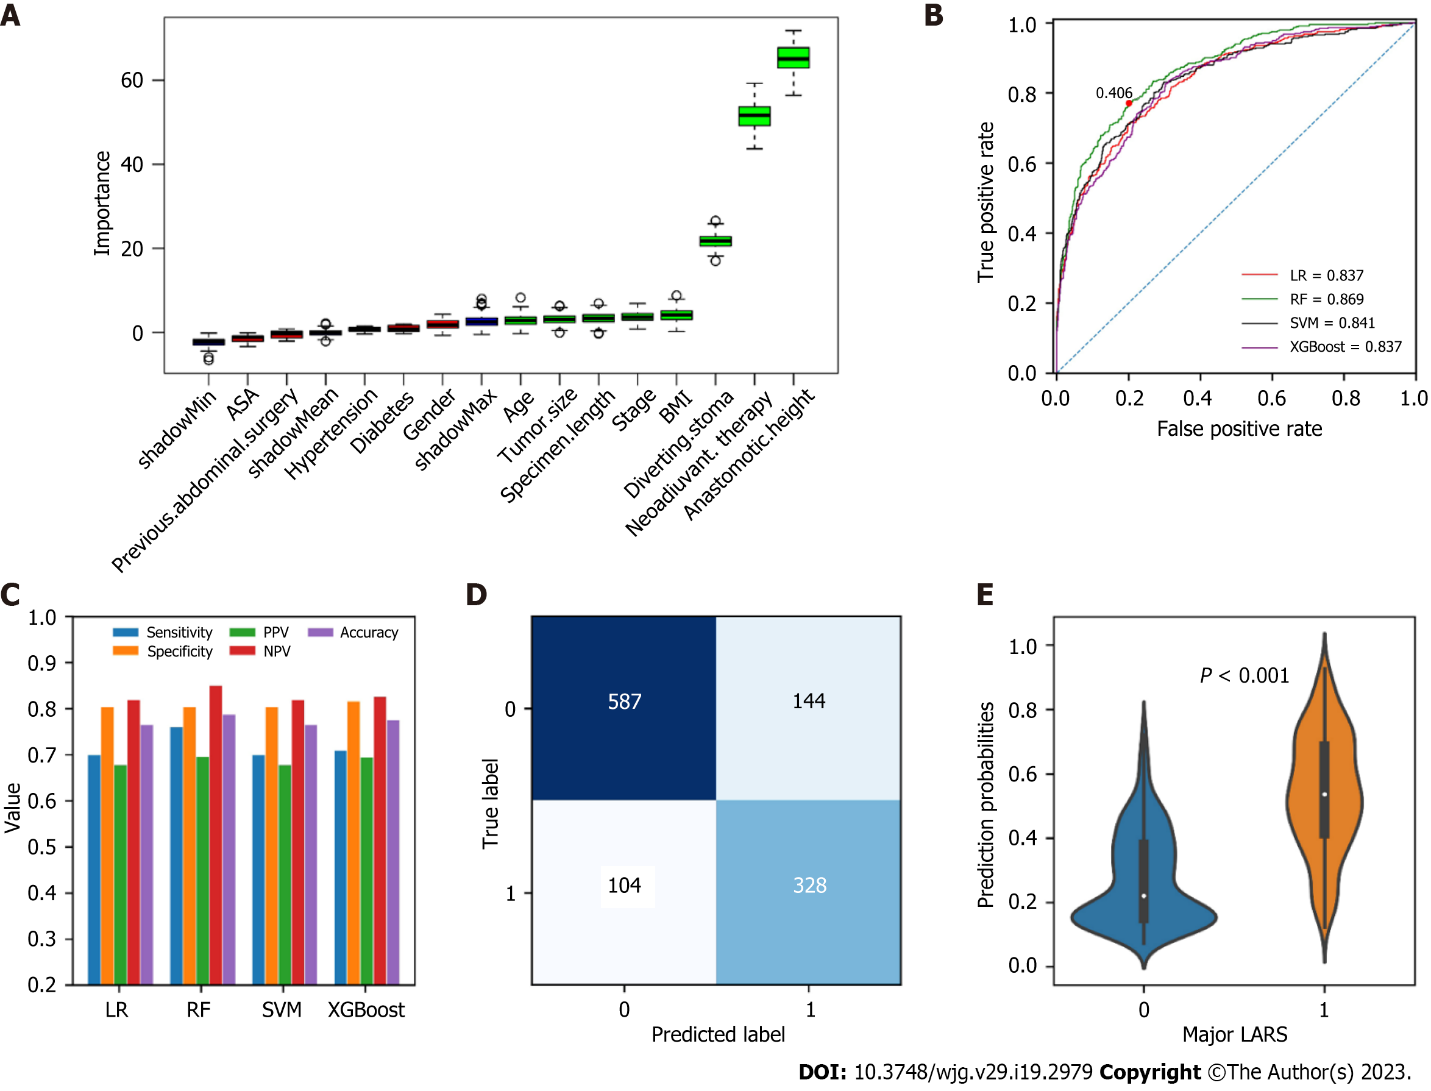 A
Importance
60
40
20
0
shadowMin
ASA
Previous.abdominal.surgery
shadowMean
Hypertension
Diabetes
Gender
shadowMax
Age
Tumor.size
Specimen.length
Stage
BMI
Diverting.stoma
Neoadiuvant. therapy
Anastomotic.height
B
True positive rate
1.0
0.8
0.6
0.4
0.2
0.0
0.406
LR = 0.837
RF = 0.869
SVM = 0.841
XGBoost = 0.837
0.0 0.2 0.4 0.6 0.8 1.0
False positive rate
C
Value
1.0
0.9
0.8
0.7
0.6
0.5
0.4
0.3
0.2
Sensitivity PPV Accuracy
Specificity NPV
LR RF SVM XGBoost
D
True label
0
1
587 144
104 328
0 1
Predicted label
E
Prediction probabilities
1.0
0.8
0.6
0.4
0.2
0.0
P < 0.001
0 1
Major LARS
DOI: 10.3748/wjg.v29.i19.2979 Copyright ©The Author(s) 2023.